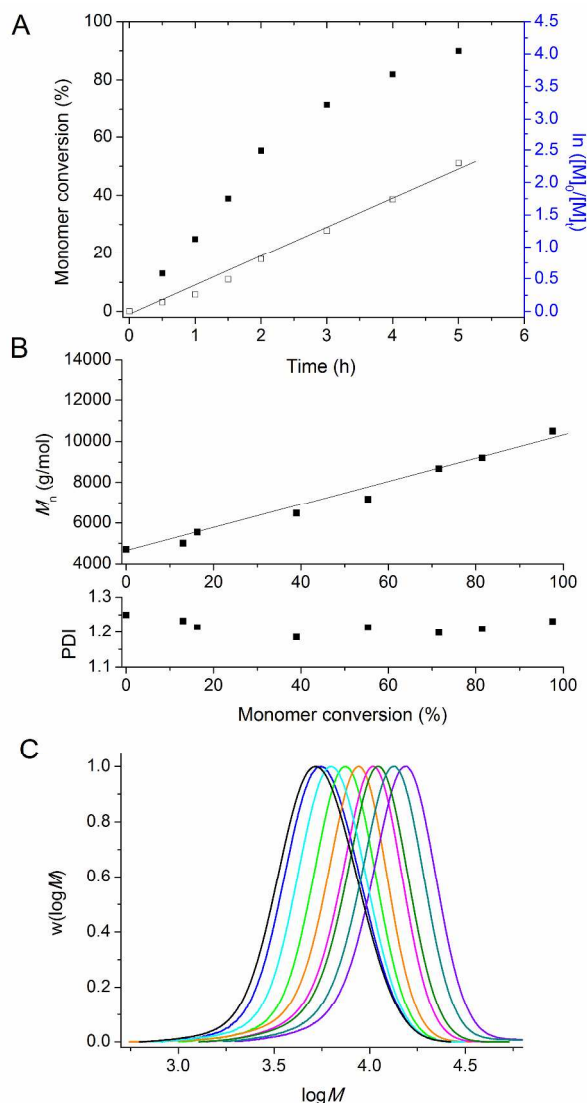 A
Monomer conversion (%)
100
80
60
40
20
0
4.5
4.0
3.5
3.0
2.5
2.0
1.5
1.0
0.5
0.0
ln ([M]0/[M]t)
0 1 2 3 4 5 6
Time (h)
B
Mn (g/mol)
14000
12000
10000
8000
6000
4000
0 20 40 60 80 100
PDI
1.3
1.2
1.1
0 20 40 60 80 100
Monomer conversion (%)
C
w(logM)
1.0
0.8
0.6
0.4
0.2
0.0
3.0 3.5 4.0 4.5
logM